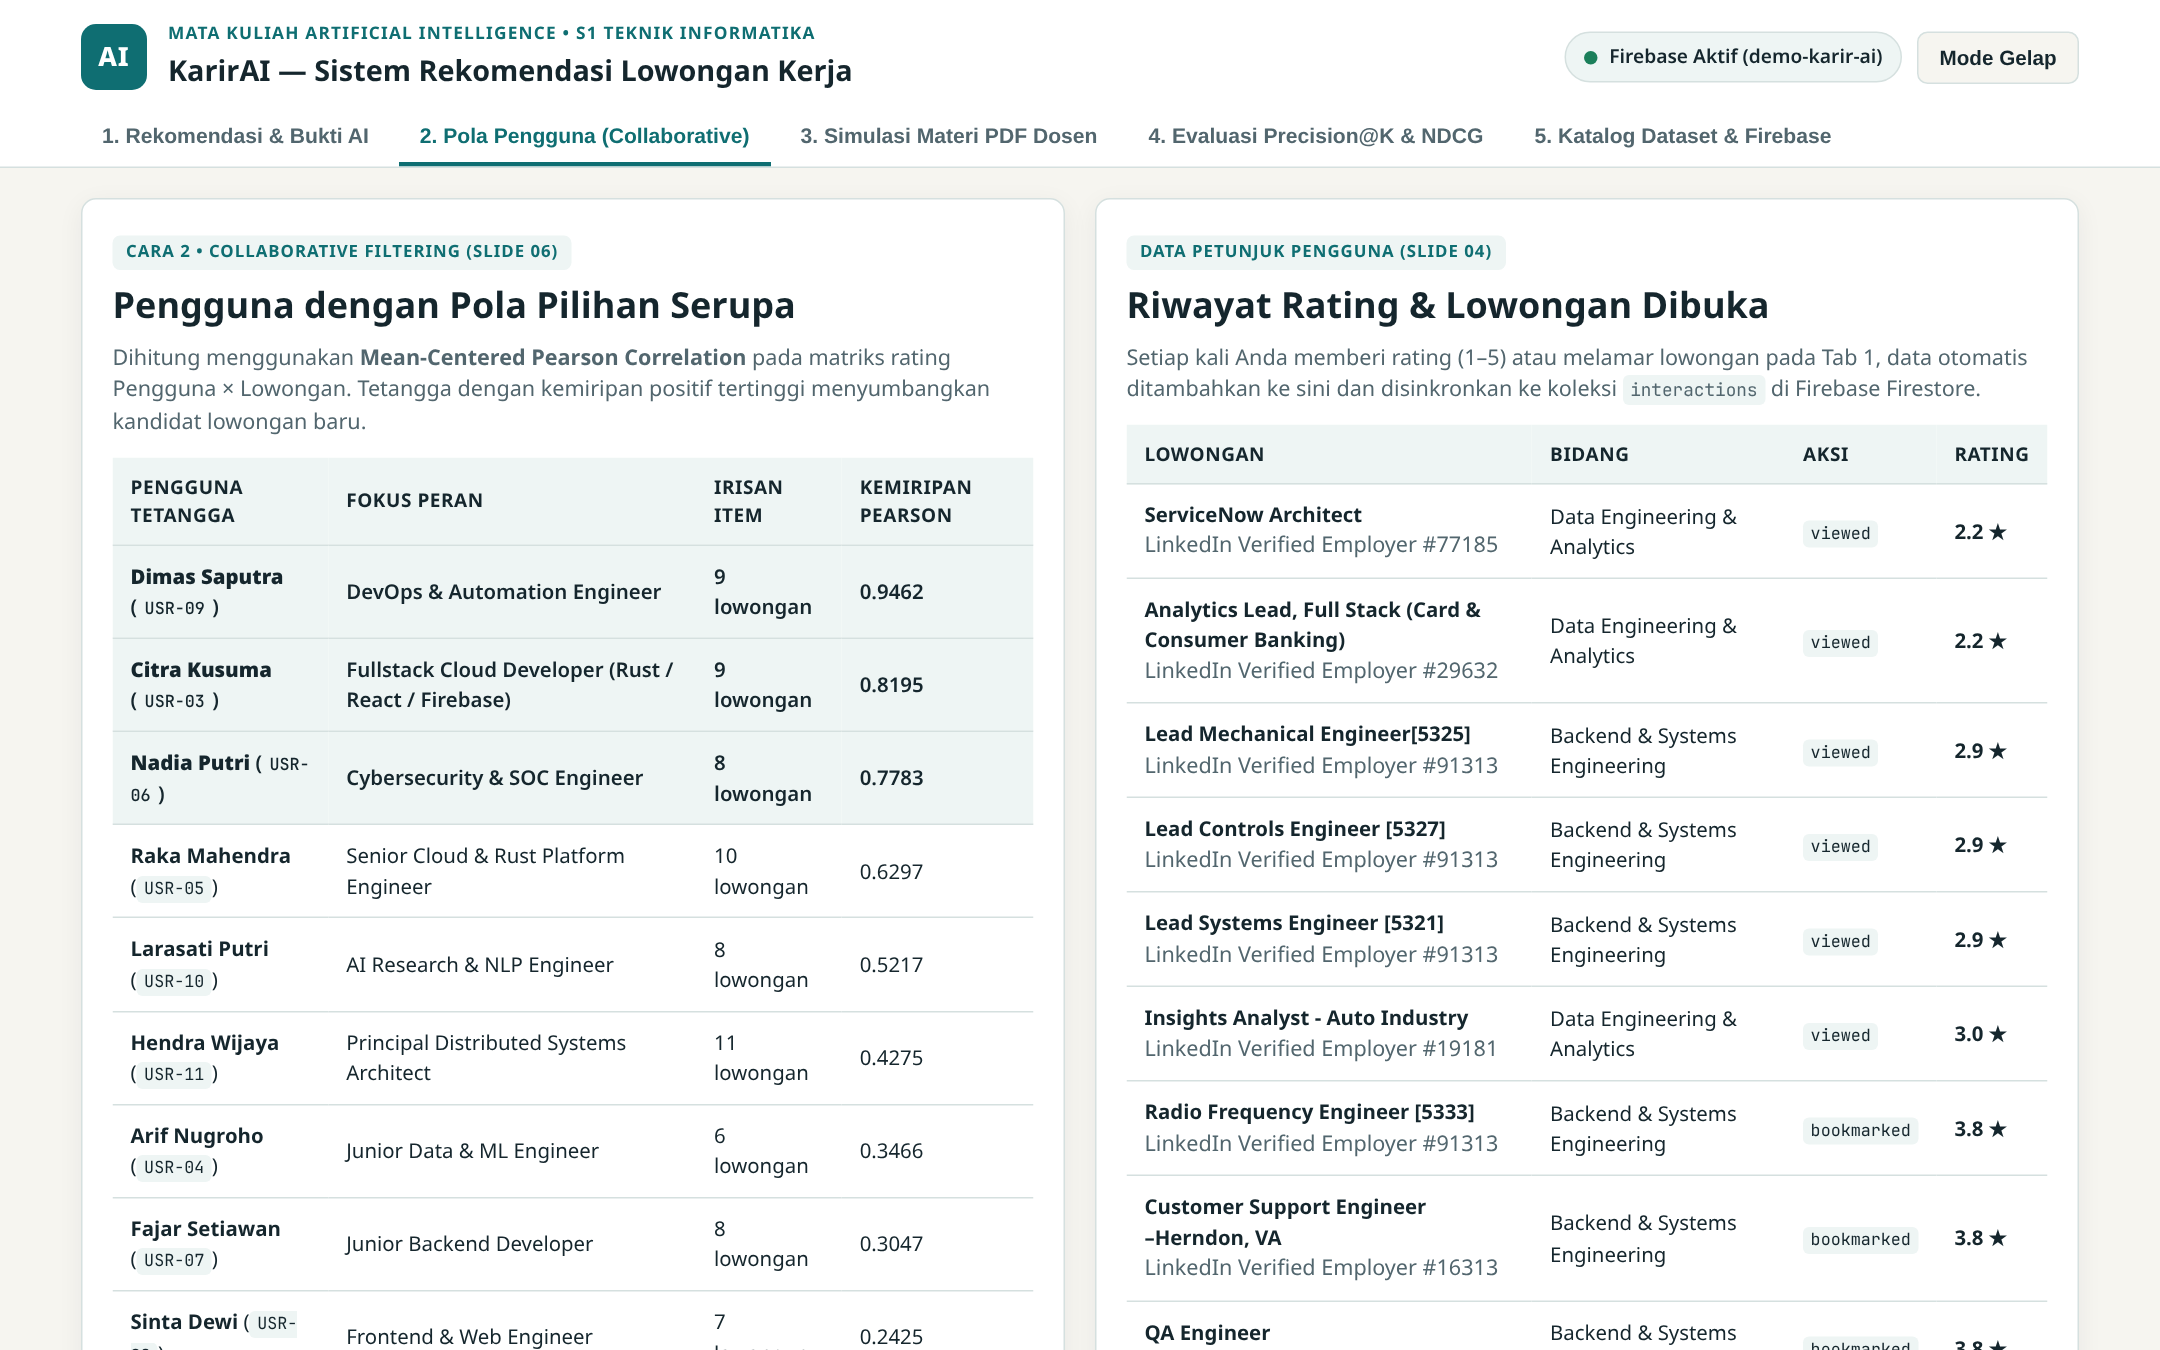 AI
MATA KULIAH ARTIFICIAL INTELLIGENCE • S1 TEKNIK INFORMATIKA
KarirAI — Sistem Rekomendasi Lowongan Kerja
Firebase Aktif (demo-karir-ai)
Mode Gelap
1. Rekomendasi & Bukti AI
2. Pola Pengguna (Collaborative)
3. Simulasi Materi PDF Dosen
4. Evaluasi Precision@K & NDCG
5. Katalog Dataset & Firebase
CARA 2 • COLLABORATIVE FILTERING (SLIDE 06)
Pengguna dengan Pola Pilihan Serupa
Dihitung menggunakan Mean-Centered Pearson Correlation pada matriks rating
Pengguna × Lowongan. Tetangga dengan kemiripan positif tertinggi menyumbangkan
kandidat lowongan baru.
PENGGUNA
TETANGGA
FOKUS PERAN
IRISAN
ITEM
KEMIRIPAN
PEARSON
Dimas Saputra
( USR-09 )
DevOps & Automation Engineer
9
lowongan
0.9462
Citra Kusuma
( USR-03 )
Fullstack Cloud Developer (Rust /
React / Firebase)
9
lowongan
0.8195
Nadia Putri ( USR-
06 )
Cybersecurity & SOC Engineer
8
lowongan
0.7783
Raka Mahendra
( USR-05 )
Senior Cloud & Rust Platform
Engineer
10
lowongan
0.6297
Larasati Putri
( USR-10 )
AI Research & NLP Engineer
8
lowongan
0.5217
Hendra Wijaya
( USR-11 )
Principal Distributed Systems
Architect
11
lowongan
0.4275
Arif Nugroho
( USR-04 )
Junior Data & ML Engineer
6
lowongan
0.3466
Fajar Setiawan
( USR-07 )
Junior Backend Developer
8
lowongan
0.3047
Sinta Dewi ( USR-
Frontend & Web Engineer
7
0.2425
DATA PETUNJUK PENGGUNA (SLIDE 04)
Riwayat Rating & Lowongan Dibuka
Setiap kali Anda memberi rating (1–5) atau melamar lowongan pada Tab 1, data otomatis
ditambahkan ke sini dan disinkronkan ke koleksi interactions di Firebase Firestore.
LOWONGAN
BIDANG
AKSI
RATING
ServiceNow Architect
LinkedIn Verified Employer #77185
Data Engineering &
Analytics
viewed
2.2 ★
Analytics Lead, Full Stack (Card &
Consumer Banking)
LinkedIn Verified Employer #29632
Data Engineering &
Analytics
viewed
2.2 ★
Lead Mechanical Engineer[5325]
LinkedIn Verified Employer #91313
Backend & Systems
Engineering
viewed
2.9 ★
Lead Controls Engineer [5327]
LinkedIn Verified Employer #91313
Backend & Systems
Engineering
viewed
2.9 ★
Lead Systems Engineer [5321]
LinkedIn Verified Employer #91313
Backend & Systems
Engineering
viewed
2.9 ★
Insights Analyst - Auto Industry
LinkedIn Verified Employer #19181
Data Engineering &
Analytics
viewed
3.0 ★
Radio Frequency Engineer [5333]
LinkedIn Verified Employer #91313
Backend & Systems
Engineering
bookmarked
3.8 ★
Customer Support Engineer
–Herndon, VA
LinkedIn Verified Employer #16313
Backend & Systems
Engineering
bookmarked
3.8 ★
QA Engineer
Backend & Systems
bookmarked
3.8 ★